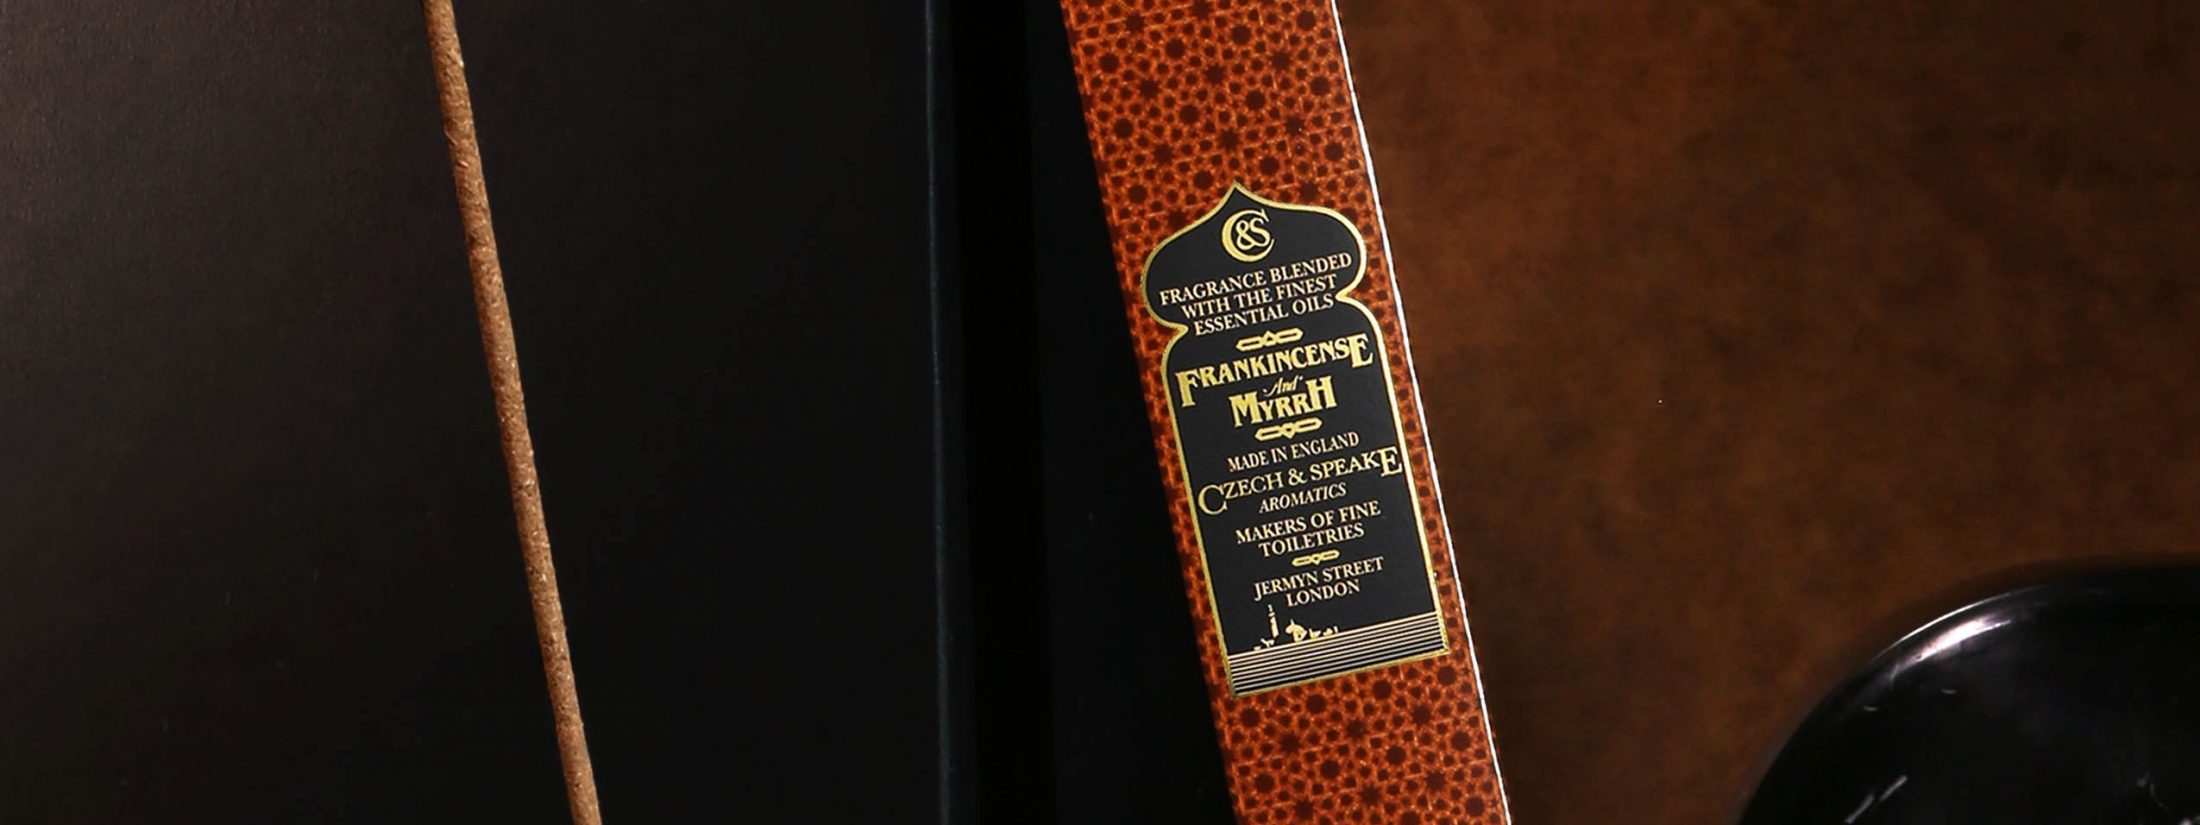 C&S
FRAGRANCE BLENDED
WITH THE FINEST
ESSENTIAL OILS
FRANKINCENSE
And
MYRRH
MADE IN ENGLAND
CZECH & SPEAKE
AROMATICS
MAKERS OF FINE
TOILETRIES
JERMYN STREET
LONDON